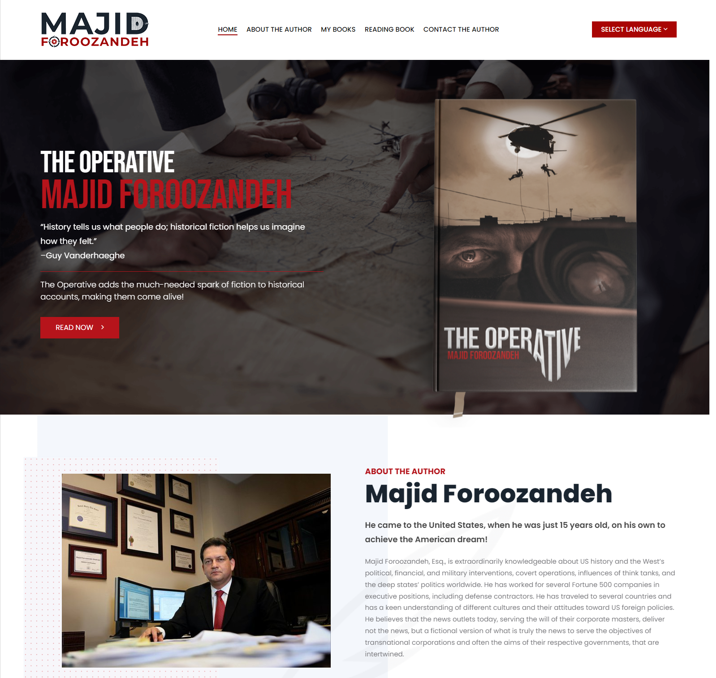 MAJID
FOROOZANDEH
HOME ABOUT THE AUTHOR MY BOOKS READING BOOK CONTACT THE AUTHOR
SELECT LANGUAGE
THE OPERATIVE
MAJID FOROOZANDEH
“History tells us what people do; historical fiction helps us imagine
how they felt.”
–Guy Vanderhaeghe
The Operative adds the much-needed spark of fiction to historical
accounts, making them come alive!
READ NOW
THE OPERATIVE
MAJID FOROOZANDEH
ABOUT THE AUTHOR
Majid Foroozandeh
He came to the United States, when he was just 15 years old, on his own to
achieve the American dream!
Majid Foroozandeh, Esq., is extraordinarily knowledgeable about US history and the West's
political, financial, and military interventions, covert operations, influences of think tanks, and
the deep states' politics worldwide. He has worked for several Fortune 500 companies in
executive positions, including defense contractors. He has traveled to several countries and
has a keen understanding of different cultures and their attitudes toward US foreign policies.
He believes that the news outlets today, serving the will of their corporate masters, deliver
not the news, but a fictional version of what is truly the news to serve the objectives of
transnational corporations and often the aims of their respective governments, that are
intertwined.